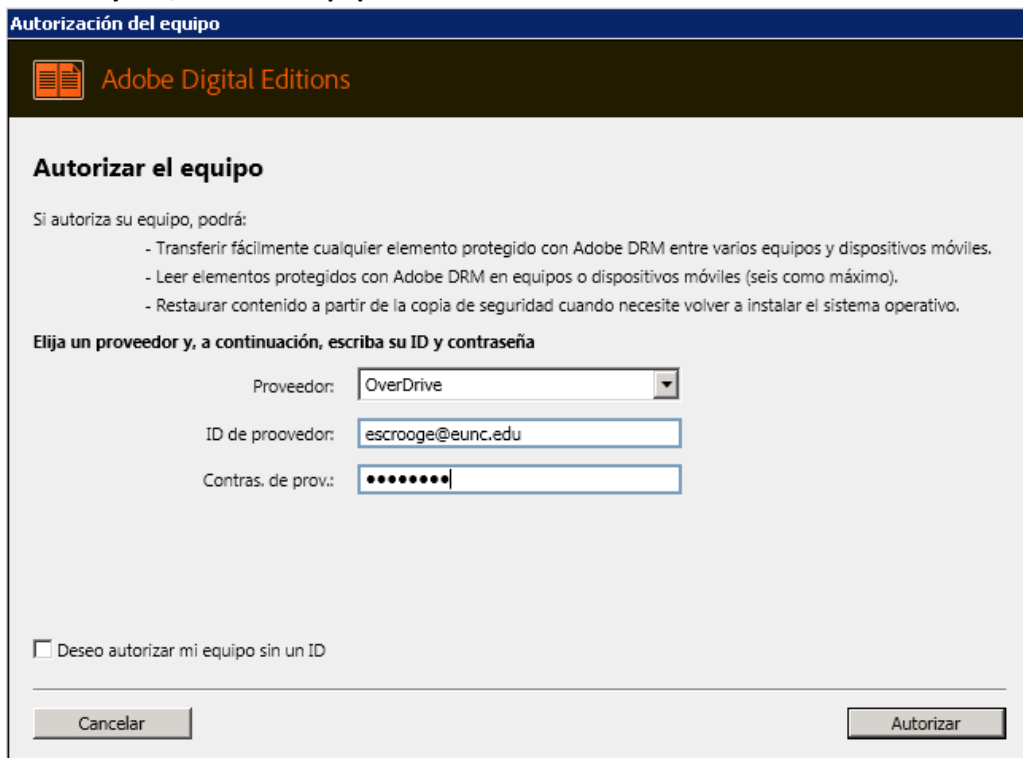 Autorización del equipo
Adobe Digital Editions
Autorizar el equipo
Si autoriza su equipo, podrá:
- Transferir fácilmente cualquier elemento protegido con Adobe DRM entre varios equipos y dispositivos móviles.
- Leer elementos protegidos con Adobe DRM en equipos o dispositivos móviles (seis como máximo).
- Restaurar contenido a partir de la copia de seguridad cuando necesite volver a instalar el sistema operativo.
Elija un proveedor y, a continuación, escriba su ID y contraseña
Proveedor: OverDrive
ID de proovedor: escrooge@eunc.edu
Contras. de prov.: ••••••••
Deseo autorizar mi equipo sin un ID
Cancelar Autorizar